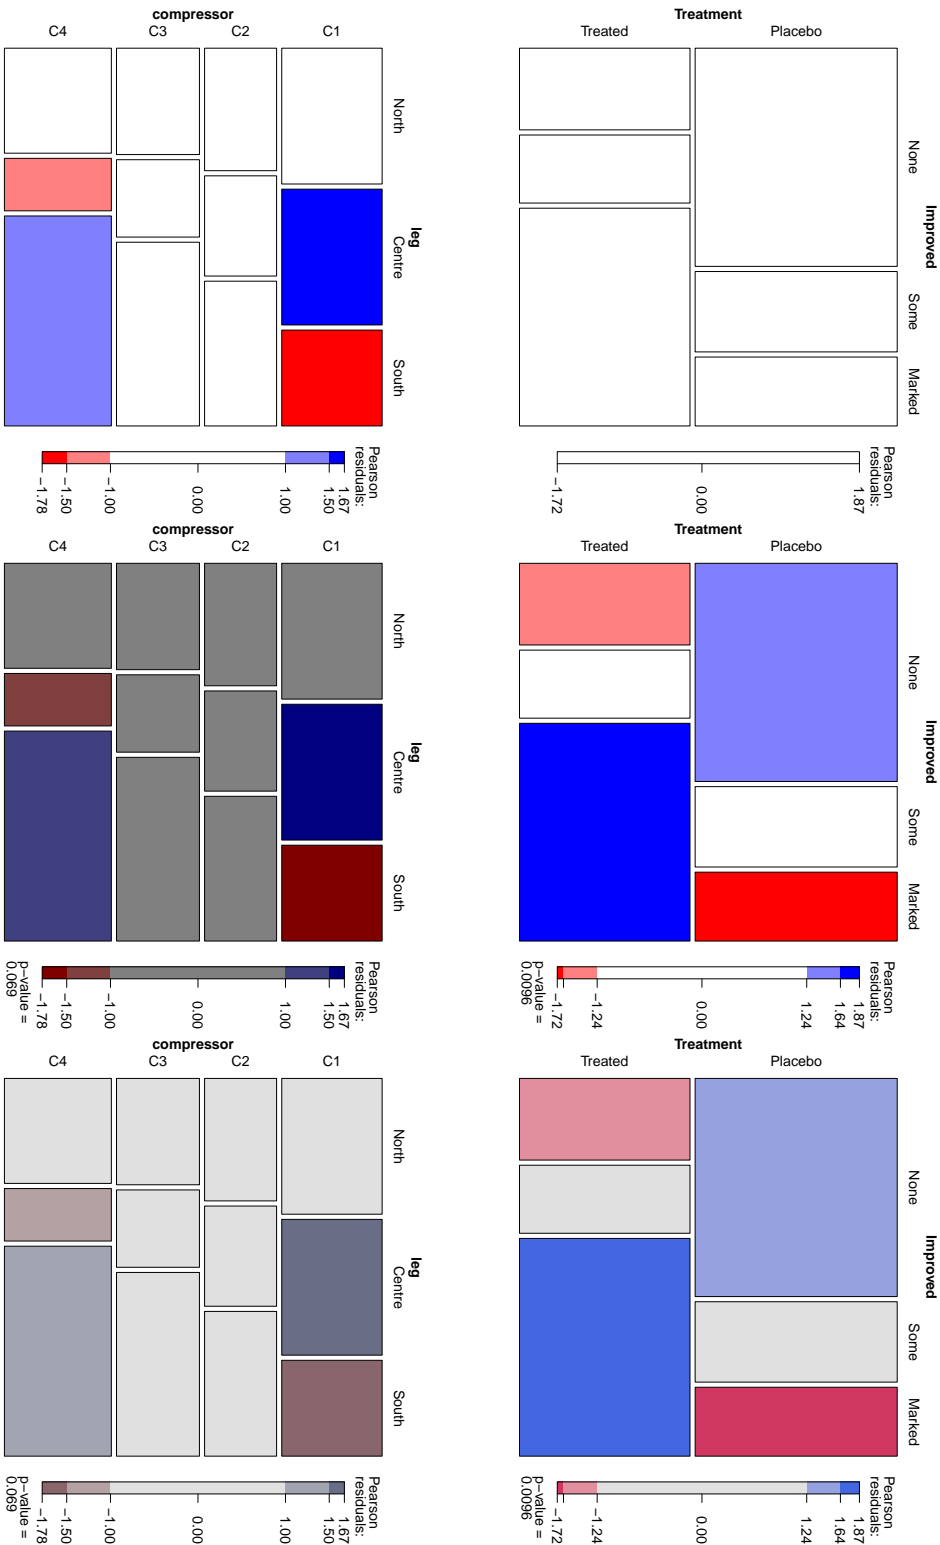 Improved
None Some Marked
Treatment
Placebo
Treated
Pearson
residuals:
1.87
0.00
−1.72
Improved
None Some Marked
Treatment
Placebo
Treated
Pearson
residuals:
1.87
1.64
1.24
0.00
−1.24
−1.72
p−value =
0.0096
Improved
None Some Marked
Treatment
Placebo
Treated
Pearson
residuals:
1.87
1.64
1.24
0.00
−1.24
−1.72
p−value =
0.0096
leg
North Centre South
compressor
C1
C2
C3
C4
Pearson
residuals:
1.67
1.50
1.00
0.00
−1.00
−1.50
−1.78
leg
North Centre South
compressor
C1
C2
C3
C4
Pearson
residuals:
1.67
1.50
1.00
0.00
−1.00
−1.50
−1.78
p−value =
0.069
leg
North Centre South
compressor
C1
C2
C3
C4
Pearson
residuals:
1.67
1.50
1.00
0.00
−1.00
−1.50
−1.78
p−value =
0.069